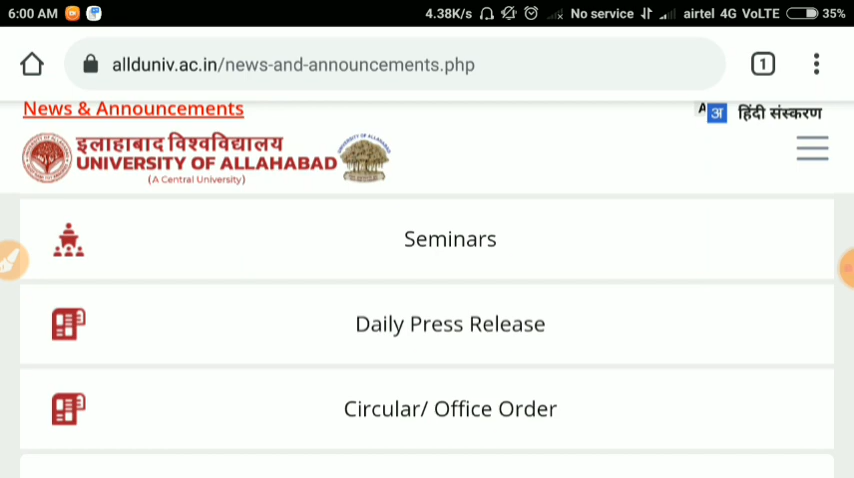 6:00 AM 4.38K/s No service airtel 4G VoLTE 35%
allduniv.ac.in/news-and-announcements.php 1
News & Announcements
A अ हिंदी संस्करण
इलाहाबाद विश्वविद्यालय
UNIVERSITY OF ALLAHABAD
(A Central University)
Seminars
Daily Press Release
Circular/ Office Order